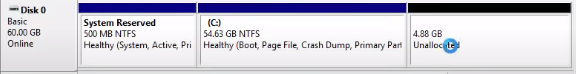 Disk 0
Basic
60.00 GB
Online
System Reserved
500 MB NTFS
Healthy (System, Active, Pri
(C:)
54.63 GB NTFS
Healthy (Boot, Page File, Crash Dump, Primary Part
4.88 GB
Unallocated